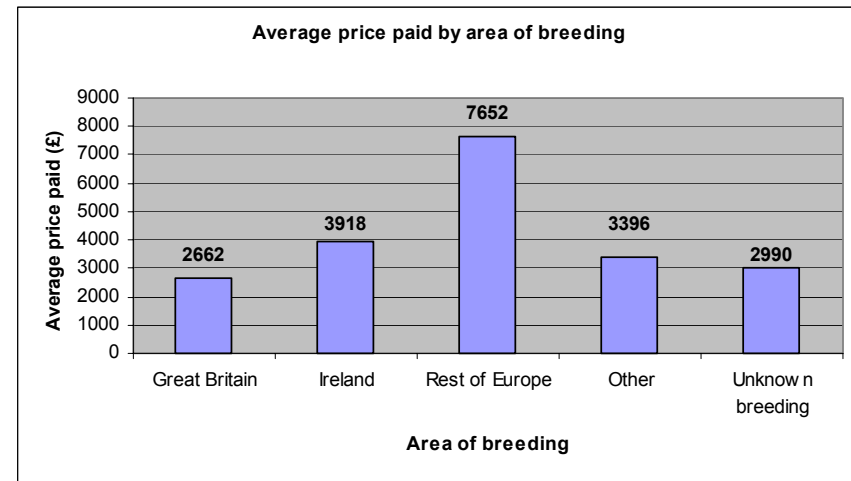 Average price paid by area of breeding
Average price paid (£)
9000
8000
7000
6000
5000
4000
3000
2000
1000
0
2662
3918
7652
3396
2990
Great Britain
Ireland
Rest of Europe
Other
Unknown
breeding
Area of breeding